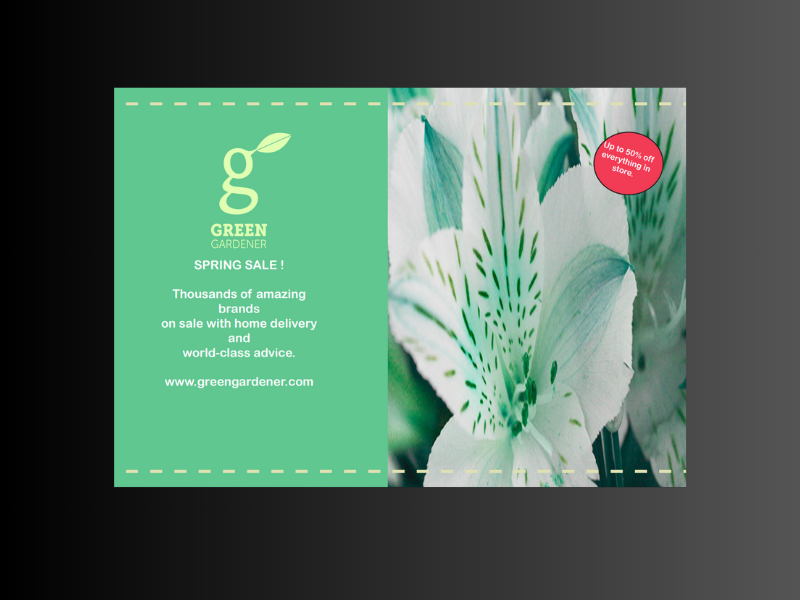 g
GREEN
GARDENER
SPRING SALE !
Thousands of amazing
brands
on sale with home delivery
and
world-class advice.
www.greengardener.com
Up to 50% off
everything in
store.